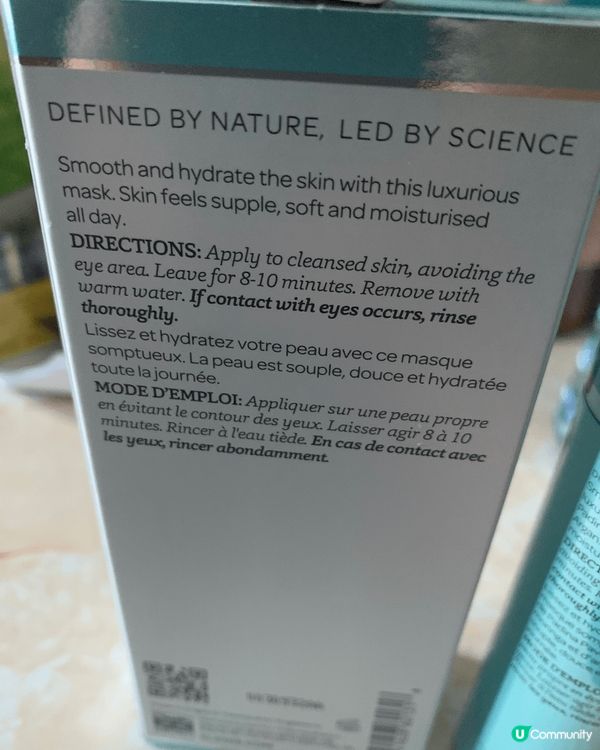 DEFINED BY NATURE, LED BY SCIENCE
Smooth and hydrate the skin with this luxurious
mask. Skin feels supple, soft and moisturised
all day.
DIRECTIONS: Apply to cleansed skin, avoiding the
eye area. Leave for 8-10 minutes. Remove with
warm water. If contact with eyes occurs, rinse
thoroughly.
Lissez et hydratez votre peau avec ce masque
somptueux. La peau est souple, douce et hydratée
toute la journée.
MODE D'EMPLOI: Appliquer sur une peau propre
en évitant le contour des yeux. Laisser agir 8 à 10
minutes. Rincer à l'eau tiède. En cas de contact avec
les yeux, rincer abondamment.
U Community